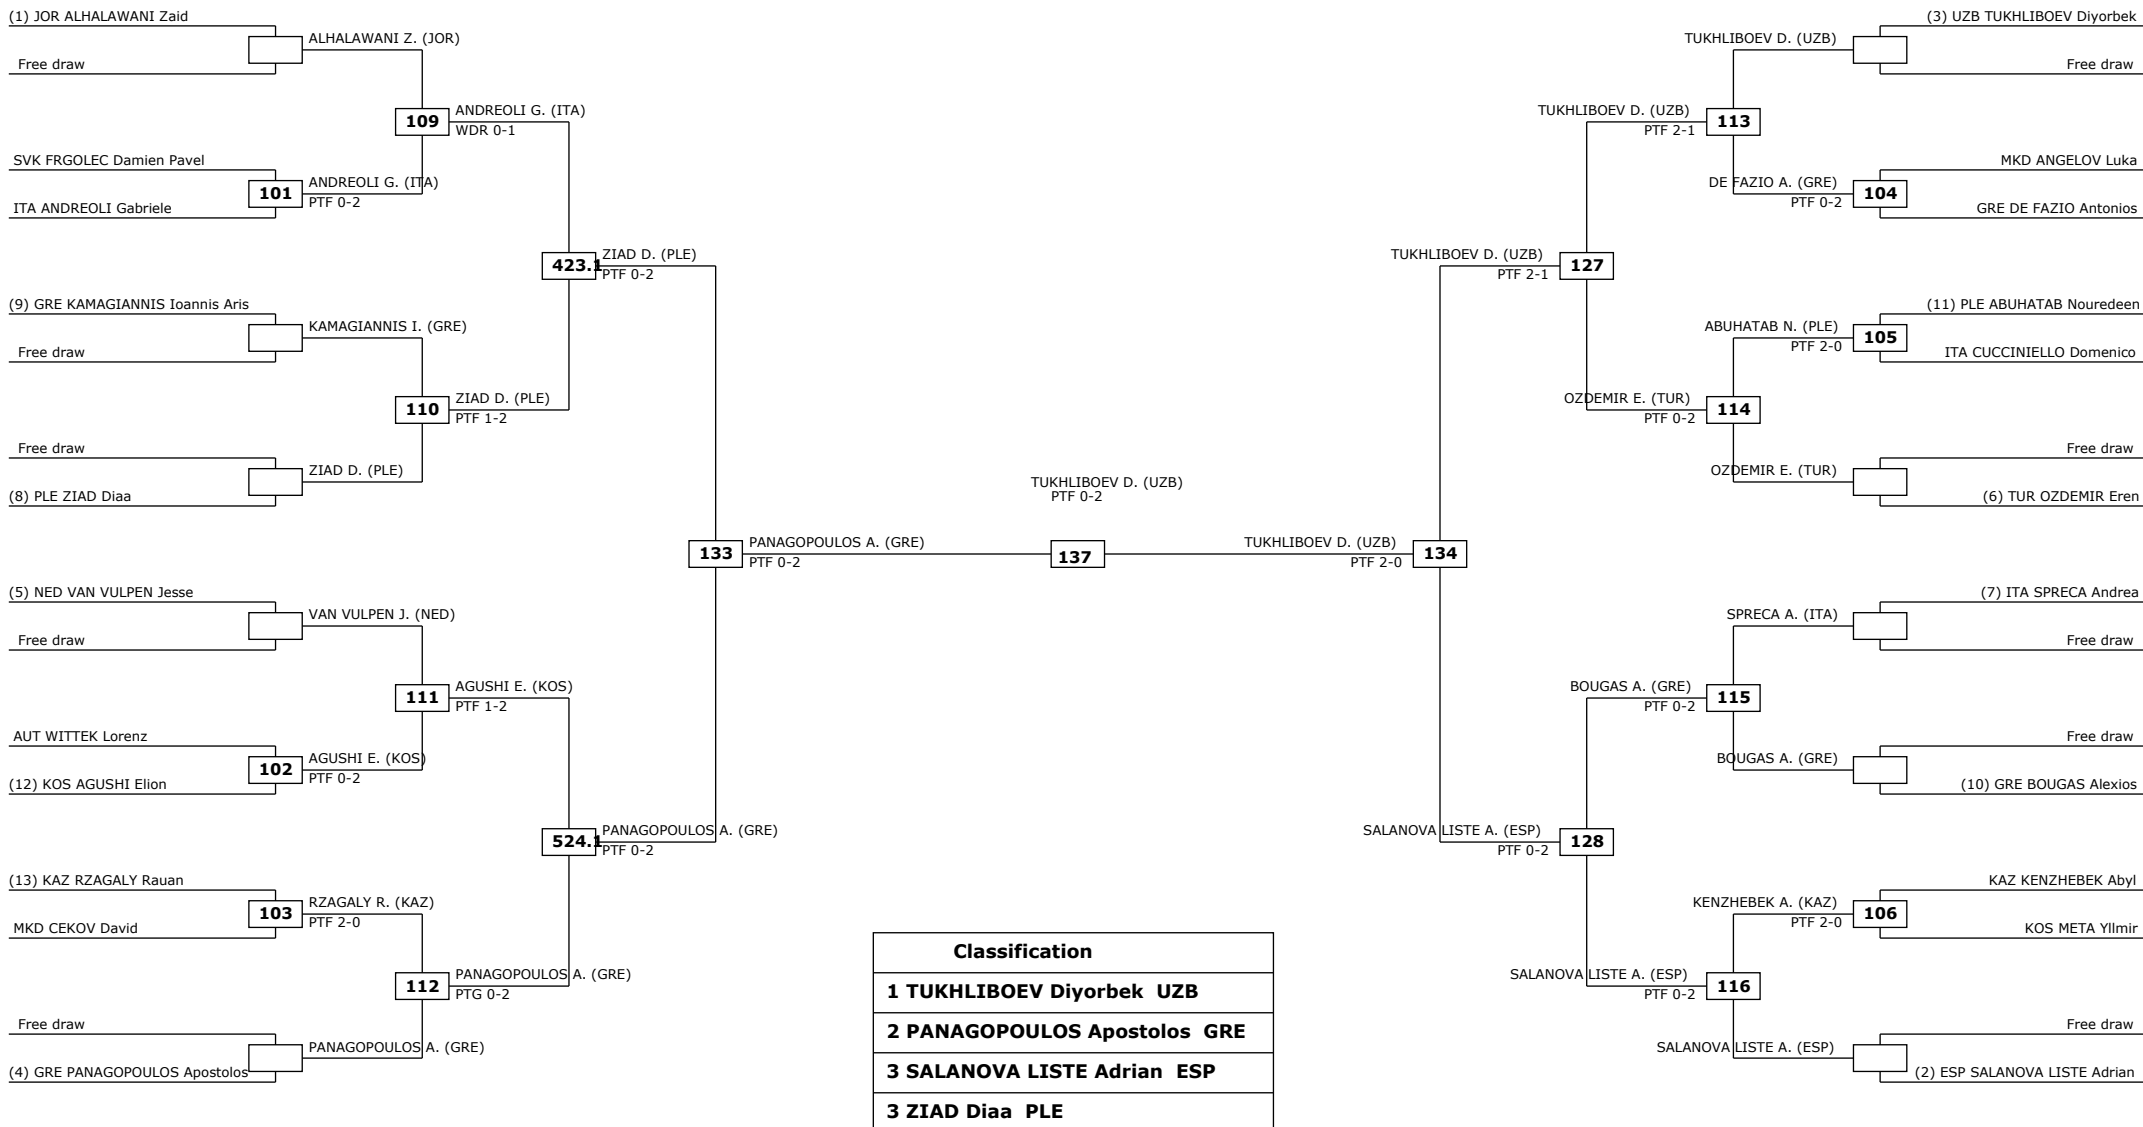 (1) JOR ALHALAWANI Zaid
ALHALAWANI Z. (JOR)
Free draw
109
ANDREOLI G. (ITA)
WDR 0-1
SVK FRGOLEC Damien Pavel
101
ANDREOLI G. (ITA)
PTF 0-2
ITA ANDREOLI Gabriele
423.1
ZIAD D. (PLE)
PTF 0-2
(9) GRE KAMAGIANNIS Ioannis Aris
KAMAGIANNIS I. (GRE)
Free draw
110
ZIAD D. (PLE)
PTF 1-2
Free draw
ZIAD D. (PLE)
(8) PLE ZIAD Diaa
133
PANAGOPOULOS A. (GRE)
PTF 0-2
(5) NED VAN VULPEN Jesse
VAN VULPEN J. (NED)
Free draw
111
AGUSHI E. (KOS)
PTF 1-2
AUT WITTEK Lorenz
102
AGUSHI E. (KOS)
PTF 0-2
(12) KOS AGUSHI Elion
524.1
PANAGOPOULOS A. (GRE)
PTF 0-2
(13) KAZ RZAGALY Rauan
103
RZAGALY R. (KAZ)
PTF 2-0
MKD CEKOV David
112
PANAGOPOULOS A. (GRE)
PTG 0-2
Free draw
PANAGOPOULOS A. (GRE)
(4) GRE PANAGOPOULOS Apostolos
TUKHLIBOEV D. (UZB)
PTF 0-2
137
(3) UZB TUKHLIBOEV Diyorbek
TUKHLIBOEV D. (UZB)
Free draw
TUKHLIBOEV D. (UZB)
PTF 2-1
113
MKD ANGELOV Luka
DE FAZIO A. (GRE)
PTF 0-2
104
GRE DE FAZIO Antonios
TUKHLIBOEV D. (UZB)
PTF 2-1
127
(11) PLE ABUHATAB Nouredeen
ABUHATAB N. (PLE)
PTF 2-0
105
ITA CUCCINIELLO Domenico
OZDEMIR E. (TUR)
PTF 0-2
114
Free draw
OZDEMIR E. (TUR)
(6) TUR OZDEMIR Eren
TUKHLIBOEV D. (UZB)
PTF 2-0
134
(7) ITA SPRECA Andrea
SPRECA A. (ITA)
Free draw
BOUGAS A. (GRE)
PTF 0-2
115
Free draw
BOUGAS A. (GRE)
(10) GRE BOUGAS Alexios
SALANOVA LISTE A. (ESP)
PTF 0-2
128
KAZ KENZHEBEK Abyl
KENZHEBEK A. (KAZ)
PTF 2-0
106
KOS META Yllmir
SALANOVA LISTE A. (ESP)
PTF 0-2
116
Free draw
SALANOVA LISTE A. (ESP)
(2) ESP SALANOVA LISTE Adrian
Classification
1 TUKHLIBOEV Diyorbek UZB
2 PANAGOPOULOS Apostolos GRE
3 SALANOVA LISTE Adrian ESP
3 ZIAD Diaa PLE